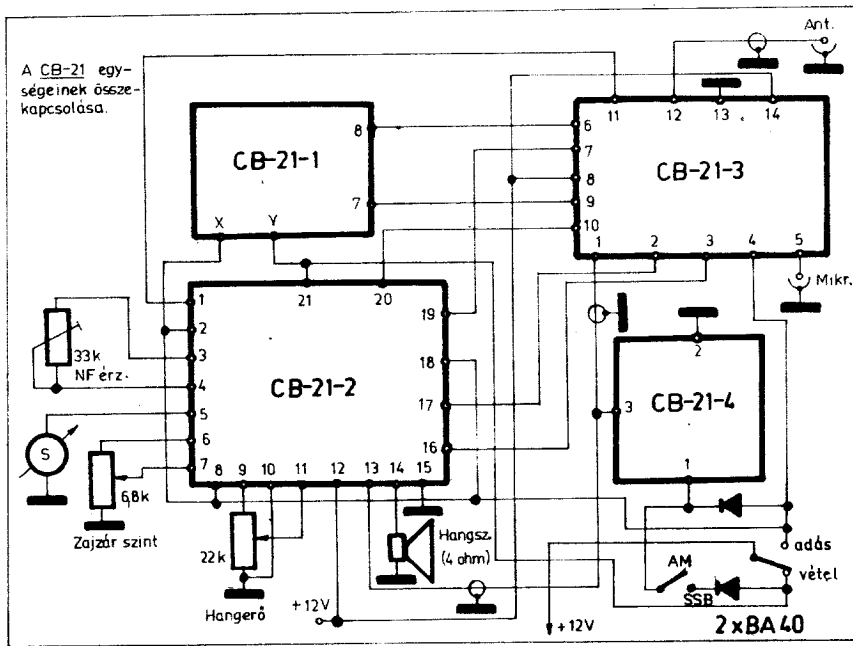 A CB-21 egy-
ségeinek össze-
kapcsolása.
Ant.
11
12
13
14
8
CB-21-1
7
X
Y
6
7
8
9
10
CB-21-3
1
2
3
4
5
Mikr.
21
20
1
2
3
4
5
6
7
CB-21-2
19
18
17
16
8
9
10
11
12
13
14
15
33k
NF érz.
S
6,8k
Zajzár szint
22k
Hangerő
+12V
Hangsz.
(4 ohm)
2
3
CB-21-4
1
adás
vétel
AM
SSB
+12V
2xBA40